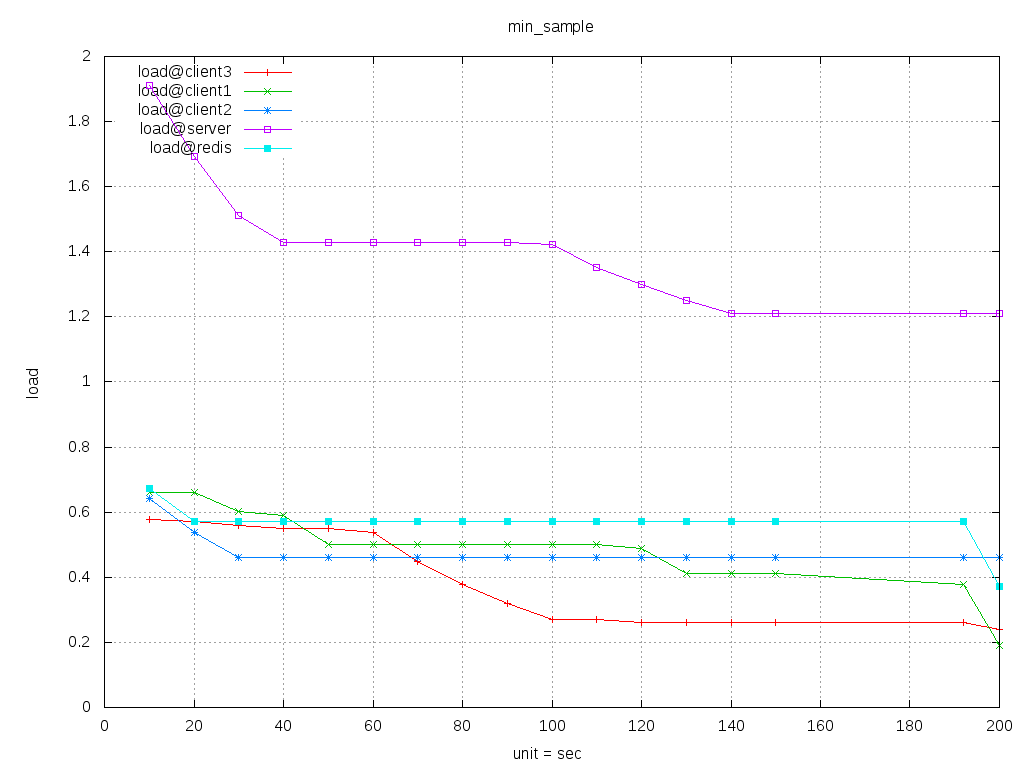 min_sample
2
1.8
1.6
1.4
1.2
1
0.8
0.6
0.4
0.2
0
load
load@client3
load@client1
load@client2
load@server
load@redis
0 20 40 60 80 100 120 140 160 180 200
unit = sec